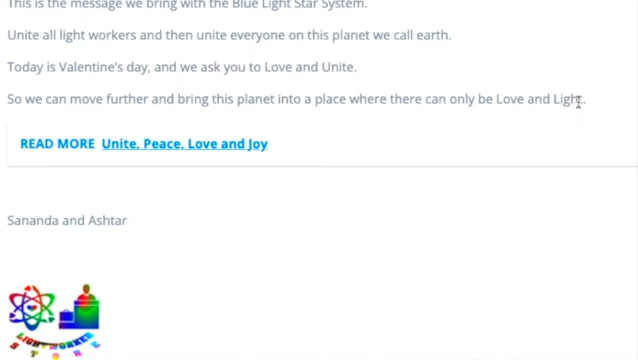 This is the message we bring with the Blue Light Star System.
Unite all light workers and then unite everyone on this planet we call earth.
Today is Valentine's day, and we ask you to Love and Unite.
So we can move further and bring this planet into a place where there can only be Love and Light.
READ MORE Unite, Peace, Love and Joy
Sananda and Ashtar
LIGHTWORKER
STORE